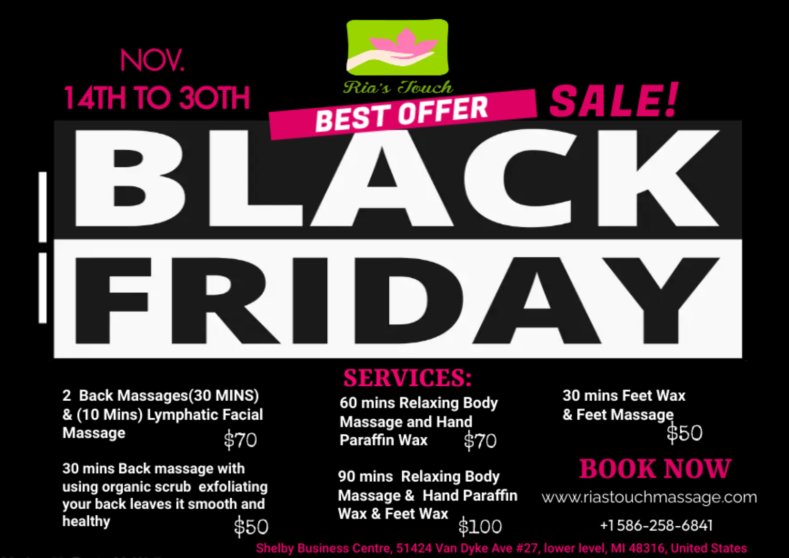 NOV.
14TH TO 30TH
Ria's Touch
BEST OFFER
SALE!
BLACK
FRIDAY
2 Back Massages(30 MINS)
& (10 Mins) Lymphatic Facial
Massage
$70
30 mins Back massage with
using organic scrub exfoliating
your back leaves it smooth and
healthy
$50
SERVICES:
60 mins Relaxing Body
Massage and Hand
Paraffin Wax
$70
90 mins Relaxing Body
Massage & Hand Paraffin
Wax & Feet Wax
$100
30 mins Feet Wax
& Feet Massage
$50
BOOK NOW
www.riastouchmassage.com
+1 586-258-6841
Shelby Business Centre, 51424 Van Dyke Ave #27, lower level, MI 48316, United States